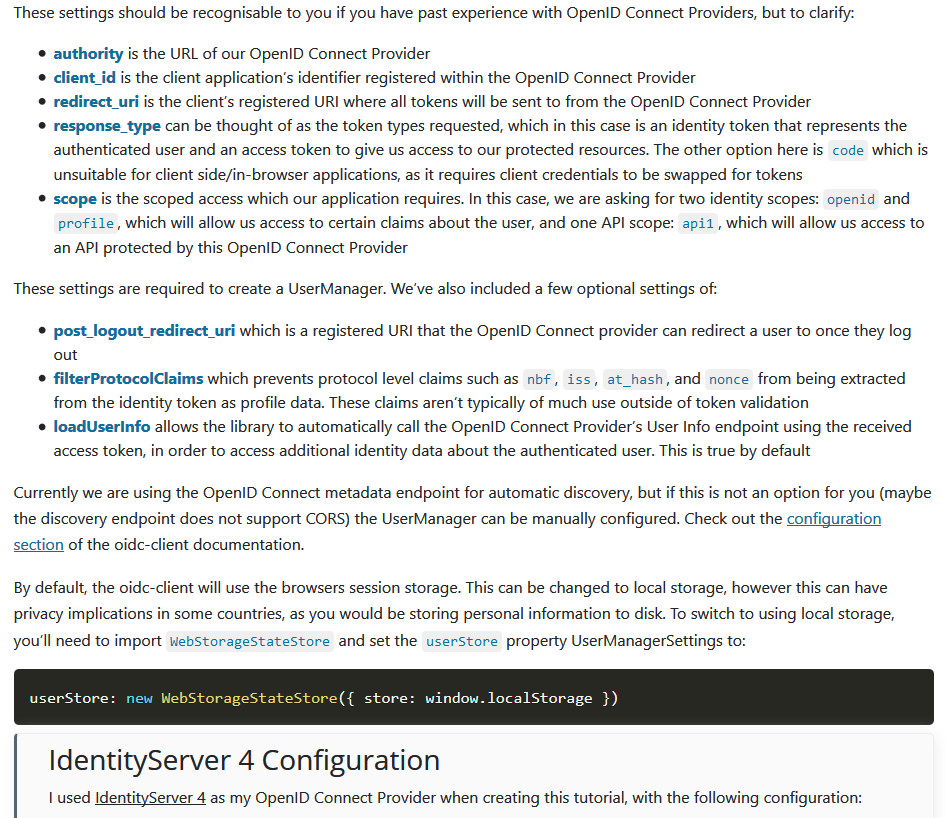 These settings should be recognisable to you if you have past experience with OpenID Connect Providers, but to clarify:
• authority is the URL of our OpenID Connect Provider
• client_id is the client application's identifier registered within the OpenID Connect Provider
• redirect_uri is the client's registered URI where all tokens will be sent to from the OpenID Connect Provider
• response_type can be thought of as the token types requested, which in this case is an identity token that represents the
authenticated user and an access token to give us access to our protected resources. The other option here is code which is
unsuitable for client side/in-browser applications, as it requires client credentials to be swapped for tokens
• scope is the scoped access which our application requires. In this case, we are asking for two identity scopes: openid and
profile, which will allow us access to certain claims about the user, and one API scope: api1, which will allow us access to
an API protected by this OpenID Connect Provider
These settings are required to create a UserManager. We've also included a few optional settings of:
• post_logout_redirect_uri which is a registered URI that the OpenID Connect provider can redirect a user to once they log
out
• filterProtocolClaims which prevents protocol level claims such as nbf, iss, at_hash, and nonce from being extracted
from the identity token as profile data. These claims aren't typically of much use outside of token validation
• loadUserInfo allows the library to automatically call the OpenID Connect Provider's User Info endpoint using the received
access token, in order to access additional identity data about the authenticated user. This is true by default
Currently we are using the OpenID Connect metadata endpoint for automatic discovery, but if this is not an option for you (maybe
the discovery endpoint does not support CORS) the UserManager can be manually configured. Check out the configuration
section of the oidc-client documentation.
By default, the oidc-client will use the browsers session storage. This can be changed to local storage, however this can have
privacy implications in some countries, as you would be storing personal information to disk. To switch to using local storage,
you'll need to import WebStorageStateStore and set the userStore property UserManagerSettings to:
userStore: new WebStorageStateStore({ store: window.localStorage })
IdentityServer 4 Configuration
I used IdentityServer 4 as my OpenID Connect Provider when creating this tutorial, with the following configuration: